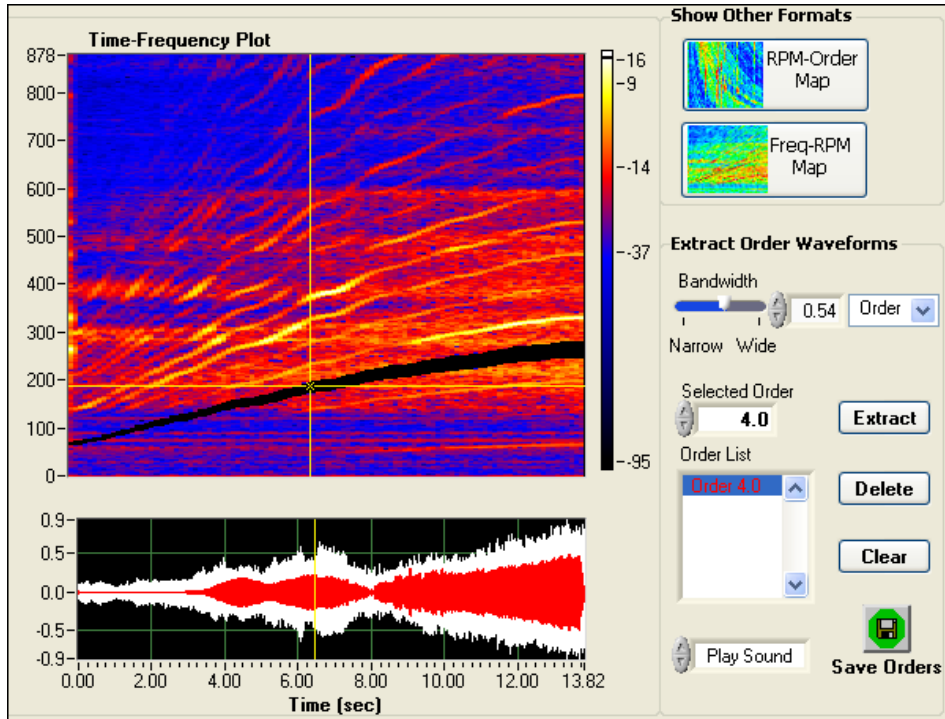 Time-Frequency Plot
878
800
700
600
500
400
300
200
100
0
16
9
-14
-37
-95
0.9
0.5
0.0
-0.5
-0.9
0.00
2.00
4.00
6.00
8.00
10.00
12.00
13.82
Time (sec)
Show Other Formats
RPM-Order
Map
Freq-RPM
Map
Extract Order Waveforms
Bandwidth
0.54
Order
Narrow
Wide
Selected Order
4.0
Extract
Order List
Order 4.0
Delete
Clear
Play Sound
Save Orders